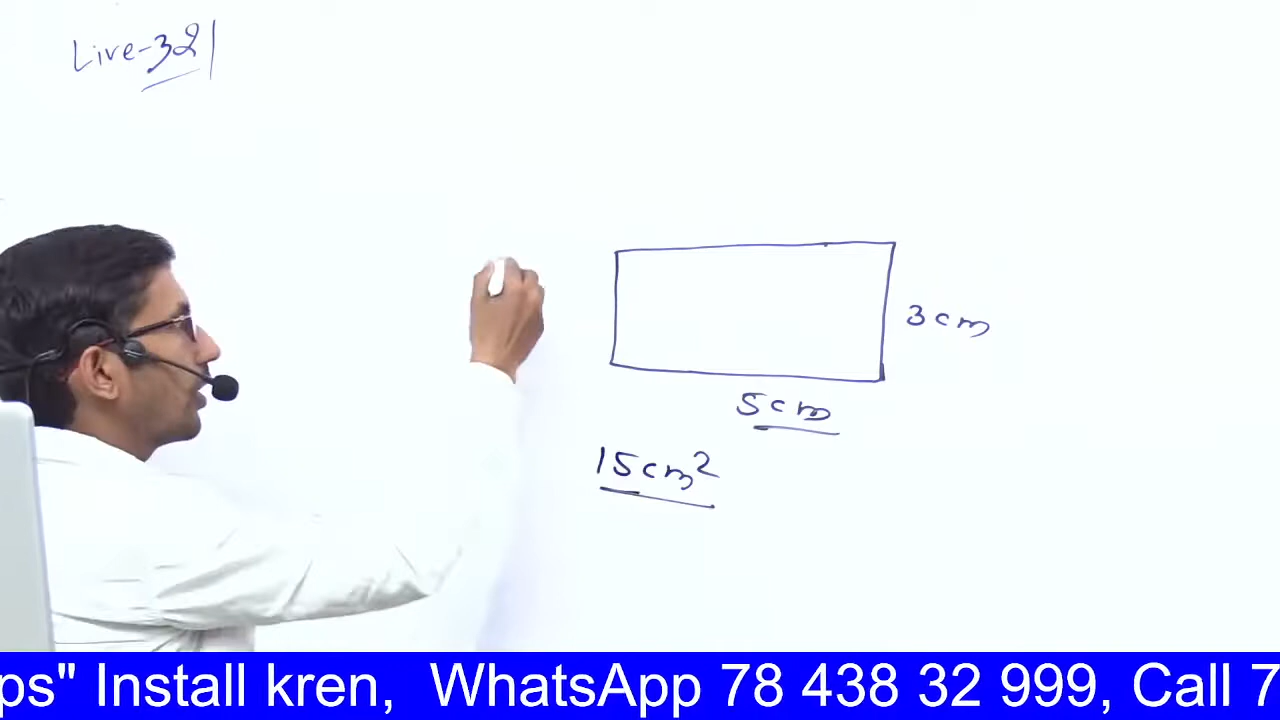 Live-321
3cm
5cm
15cm²
ps" Install kren, WhatsApp 78 438 32 999, Call 7